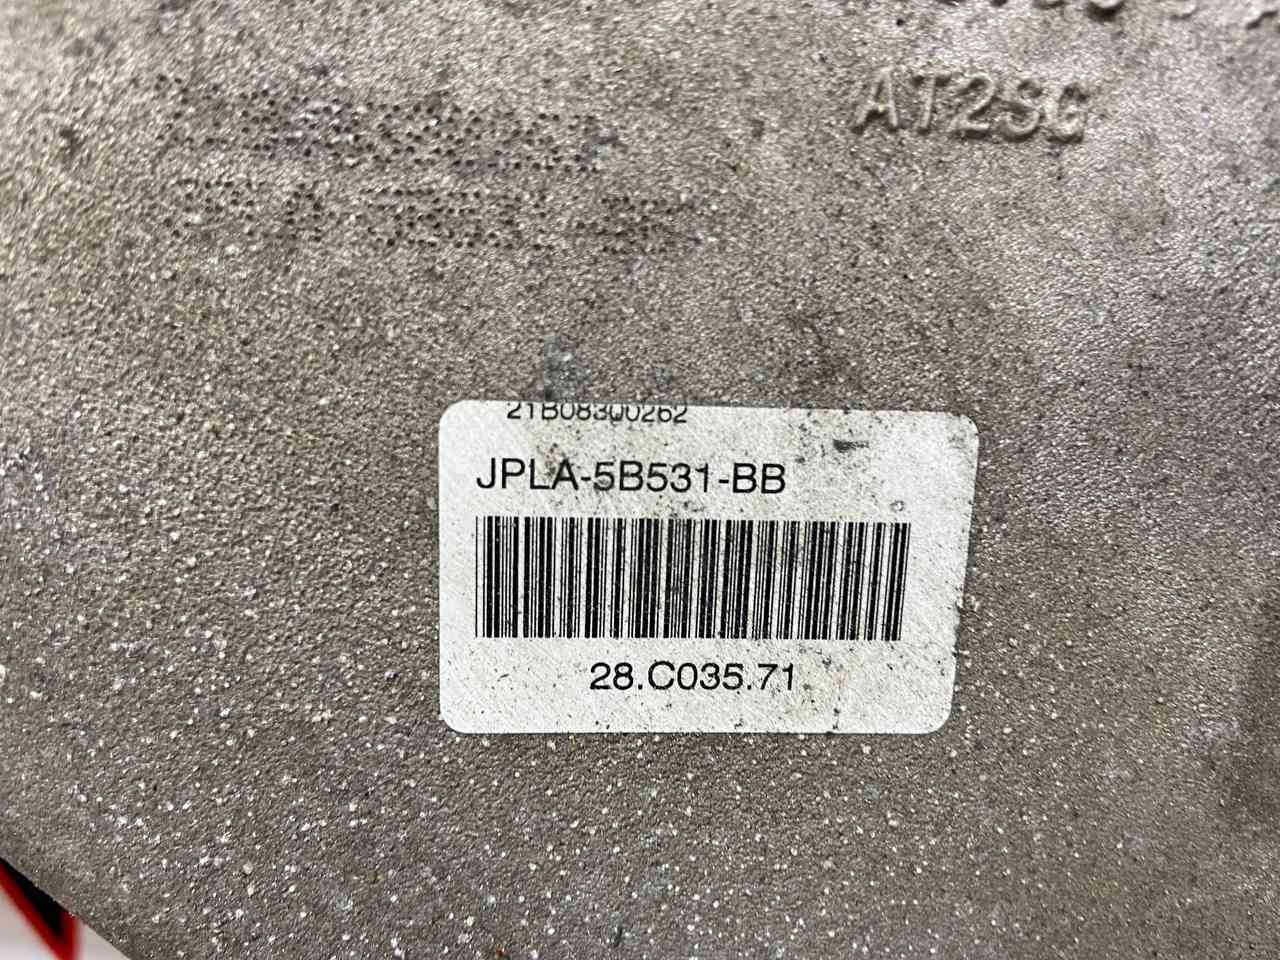 AT2SG
21B08300262
JPLA-5B531-BB
28.C035.71